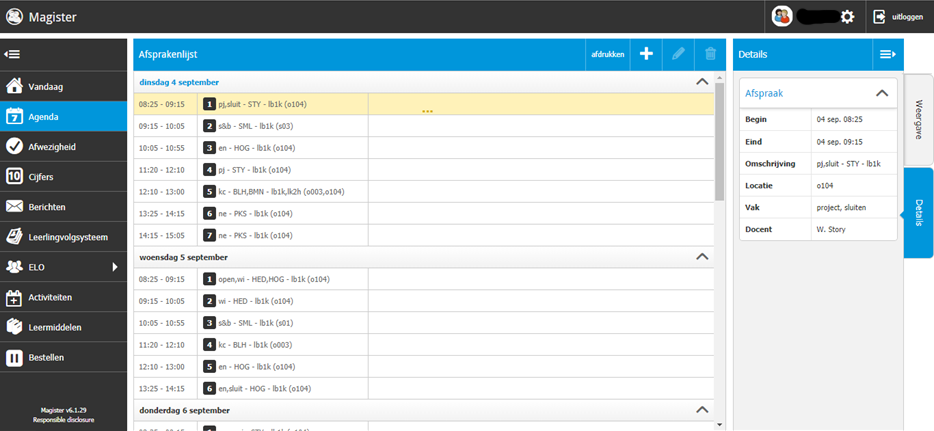 Magister
uitloggen
Vandaag
7 Agenda
Afwezigheid
10 Cijfers
Berichten
Leerlingvolgsysteem
ELO
Activiteiten
Leermiddelen
Bestellen
Magister v6.1.29
Responsible disclosure
Afsprakenlijst
afdrukken
dinsdag 4 september
08:25 - 09:15 1 pj,sluit - STY - lb1k (o104) ...
09:15 - 10:05 2 s&b - SML - lb1k (s03)
10:05 - 10:55 3 en - HOG - lb1k (o104)
11:20 - 12:10 4 pj - STY - lb1k (o104)
12:10 - 13:00 5 kc - BLH,BMN - lb1k,lk2h (o003,o104)
13:25 - 14:15 6 ne - PKS - lb1k (o104)
14:15 - 15:05 7 ne - PKS - lb1k (o104)
woensdag 5 september
08:25 - 09:15 1 open,wi - HED,HOG - lb1k (o104)
09:15 - 10:05 2 wi - HED - lb1k (o104)
10:05 - 10:55 3 s&b - SML - lb1k (s01)
11:20 - 12:10 4 kc - BLH - lb1k (o003)
12:10 - 13:00 5 en - HOG - lb1k (o104)
13:25 - 14:15 6 en,sluit - HOG - lb1k (o104)
donderdag 6 september
Details
Afspraak
Begin 04 sep. 08:25
Eind 04 sep. 09:15
Omschrijving pj,sluit - STY - lb1k
Locatie o104
Vak project, sluiten
Docent W. Story
Weergave
Details